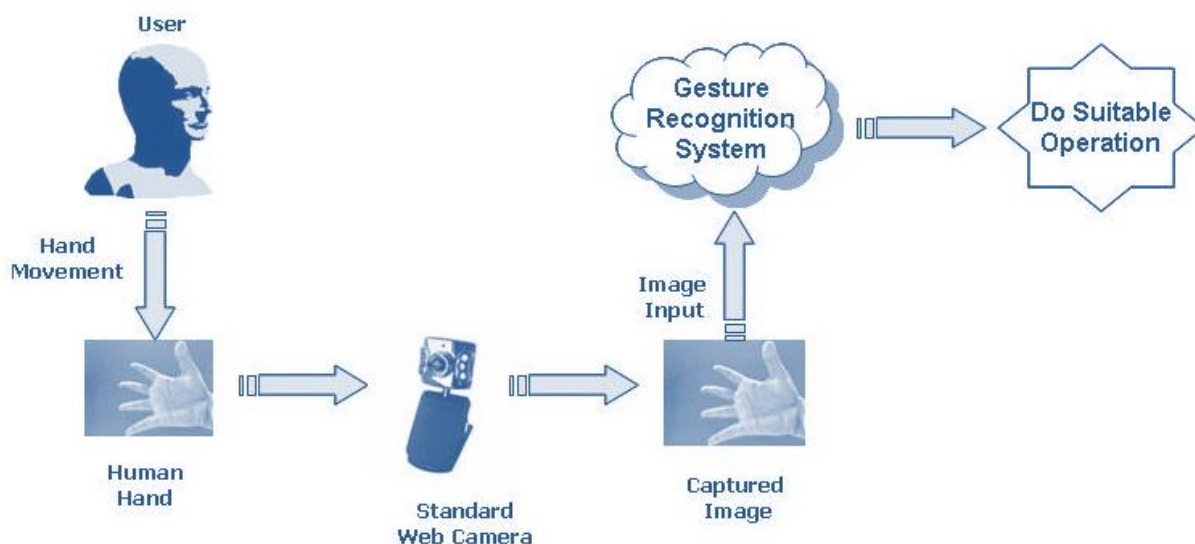 User
Hand
Movement
Human
Hand
Standard
Web Camera
Captured
Image
Image
Input
Gesture
Recognition
System
Do Suitable
Operation